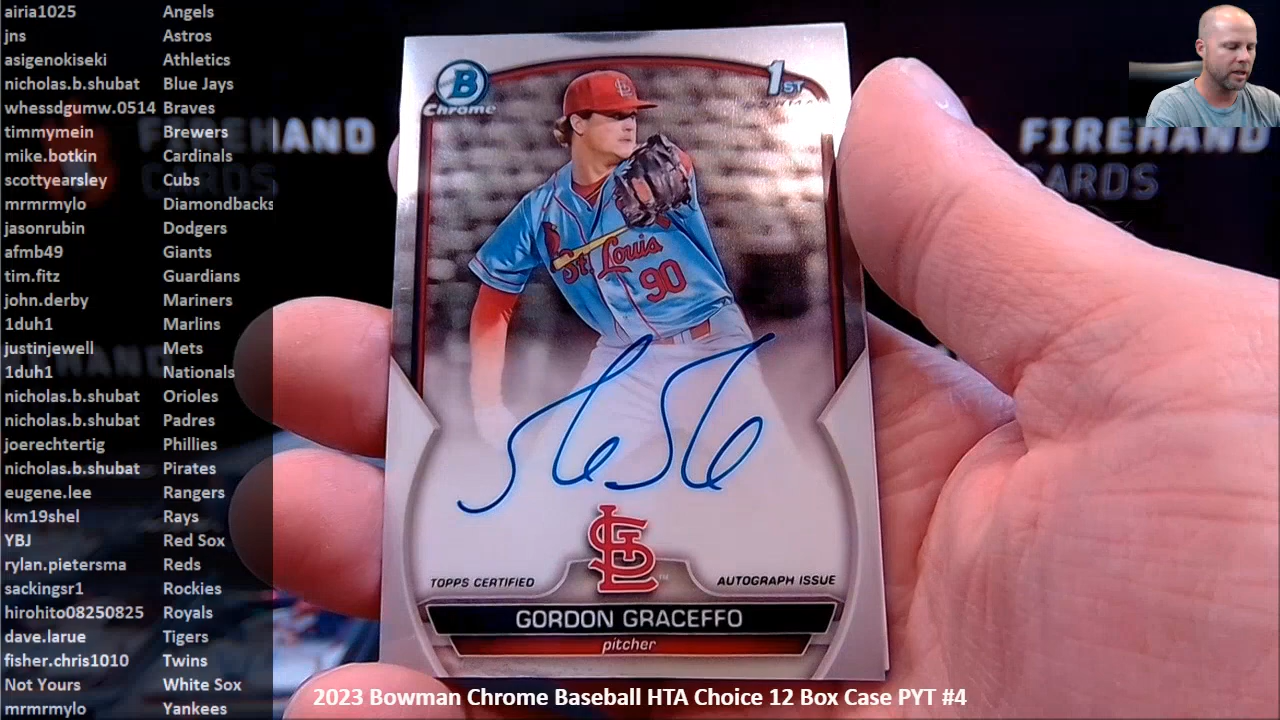 airia1025 Angels
jns Astros
asigenokiseki Athletics
nicholas.b.shubat Blue Jays
whessdgumw.0514 Braves
timmymein Brewers
mike.botkin Cardinals
scottyearsley Cubs
mrmrmylo Diamondbacks
jasonrubin Dodgers
afmb49 Giants
tim.fitz Guardians
john.derby Mariners
1duh1 Marlins
justinjewell Mets
1duh1 Nationals
nicholas.b.shubat Orioles
nicholas.b.shubat Padres
joerechtertig Phillies
nicholas.b.shubat Pirates
eugene.lee Rangers
km19shel Rays
YBJ Red Sox
rylan.pietersma Reds
sackingsr1 Rockies
hirohito08250825 Royals
dave.larue Tigers
fisher.chris1010 Twins
Not Yours White Sox
mrmrmylo Yankees
FIREHAND
CARDS
FIREHAND
CARDS
B
Chrome
1ST
BOWMAN
St. Louis
90
STL
TOPPS CERTIFIED
AUTOGRAPH ISSUE
GORDON GRACEFFO
pitcher
2023 Bowman Chrome Baseball HTA Choice 12 Box Case PYT #4